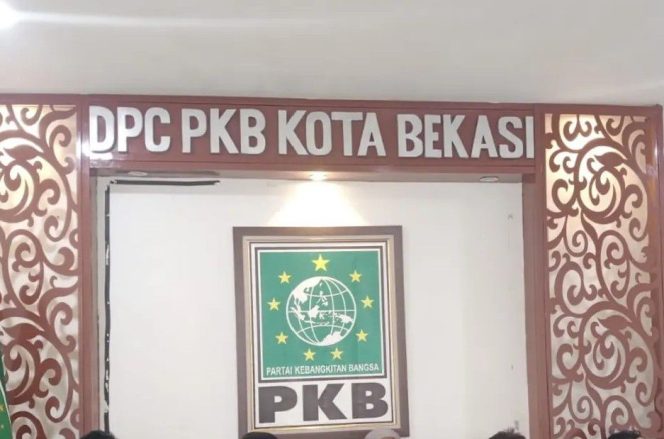 DPC PKB KOTA BEKASI
PARTAI KEBANGKITAN BANGSA
PKB